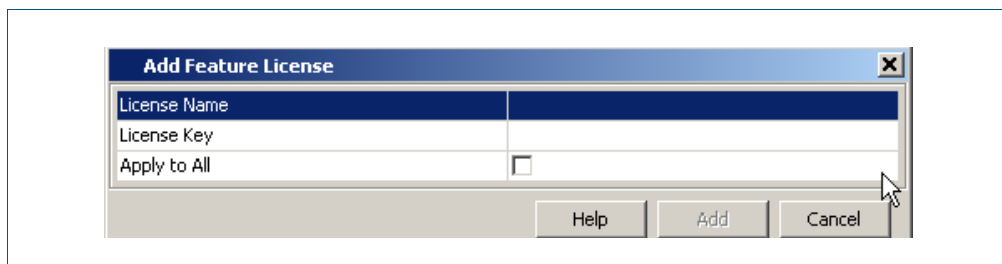 Add Feature License
License Name
License Key
Apply to All
Help Add Cancel